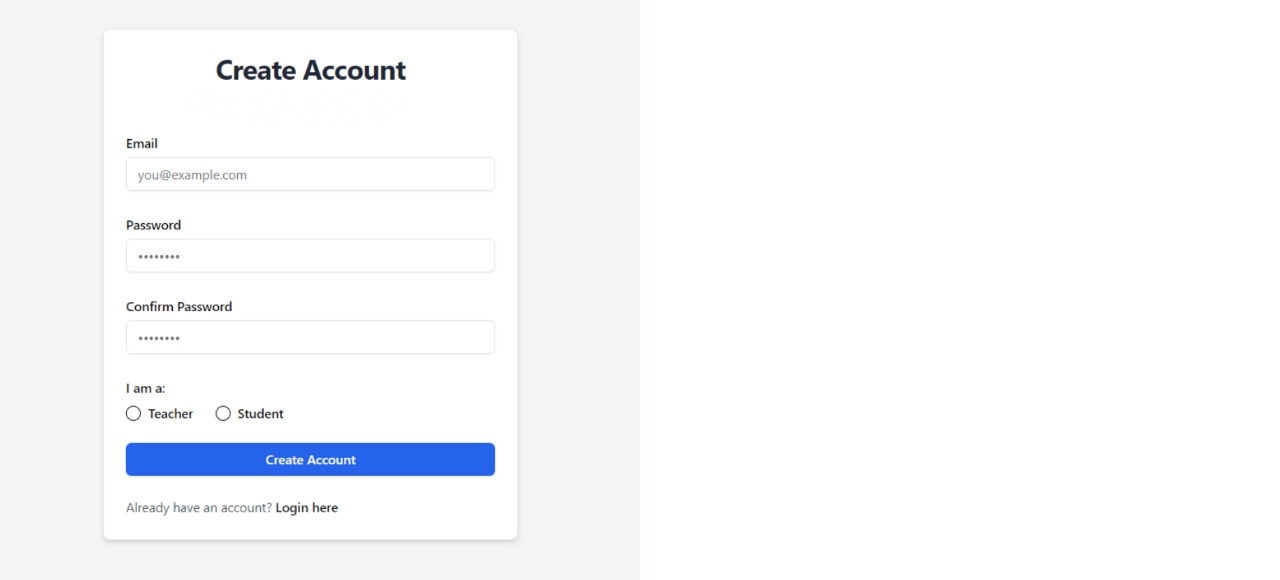 Create Account
Email
you@example.com
Password
••••••••
Confirm Password
••••••••
I am a:
Teacher Student
Create Account
Already have an account? Login here